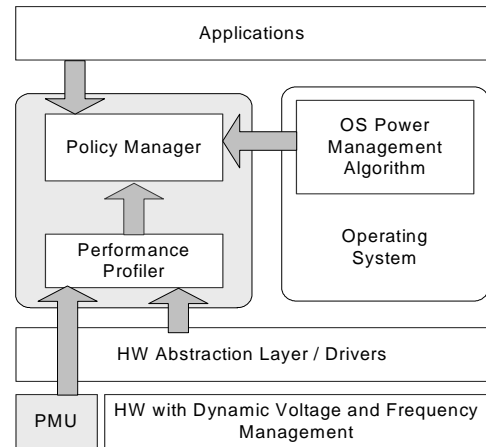 Applications
Policy Manager
OS Power
Management
Algorithm
Performance
Profiler
Operating
System
HW Abstraction Layer / Drivers
PMU
HW with Dynamic Voltage and Frequency
Management